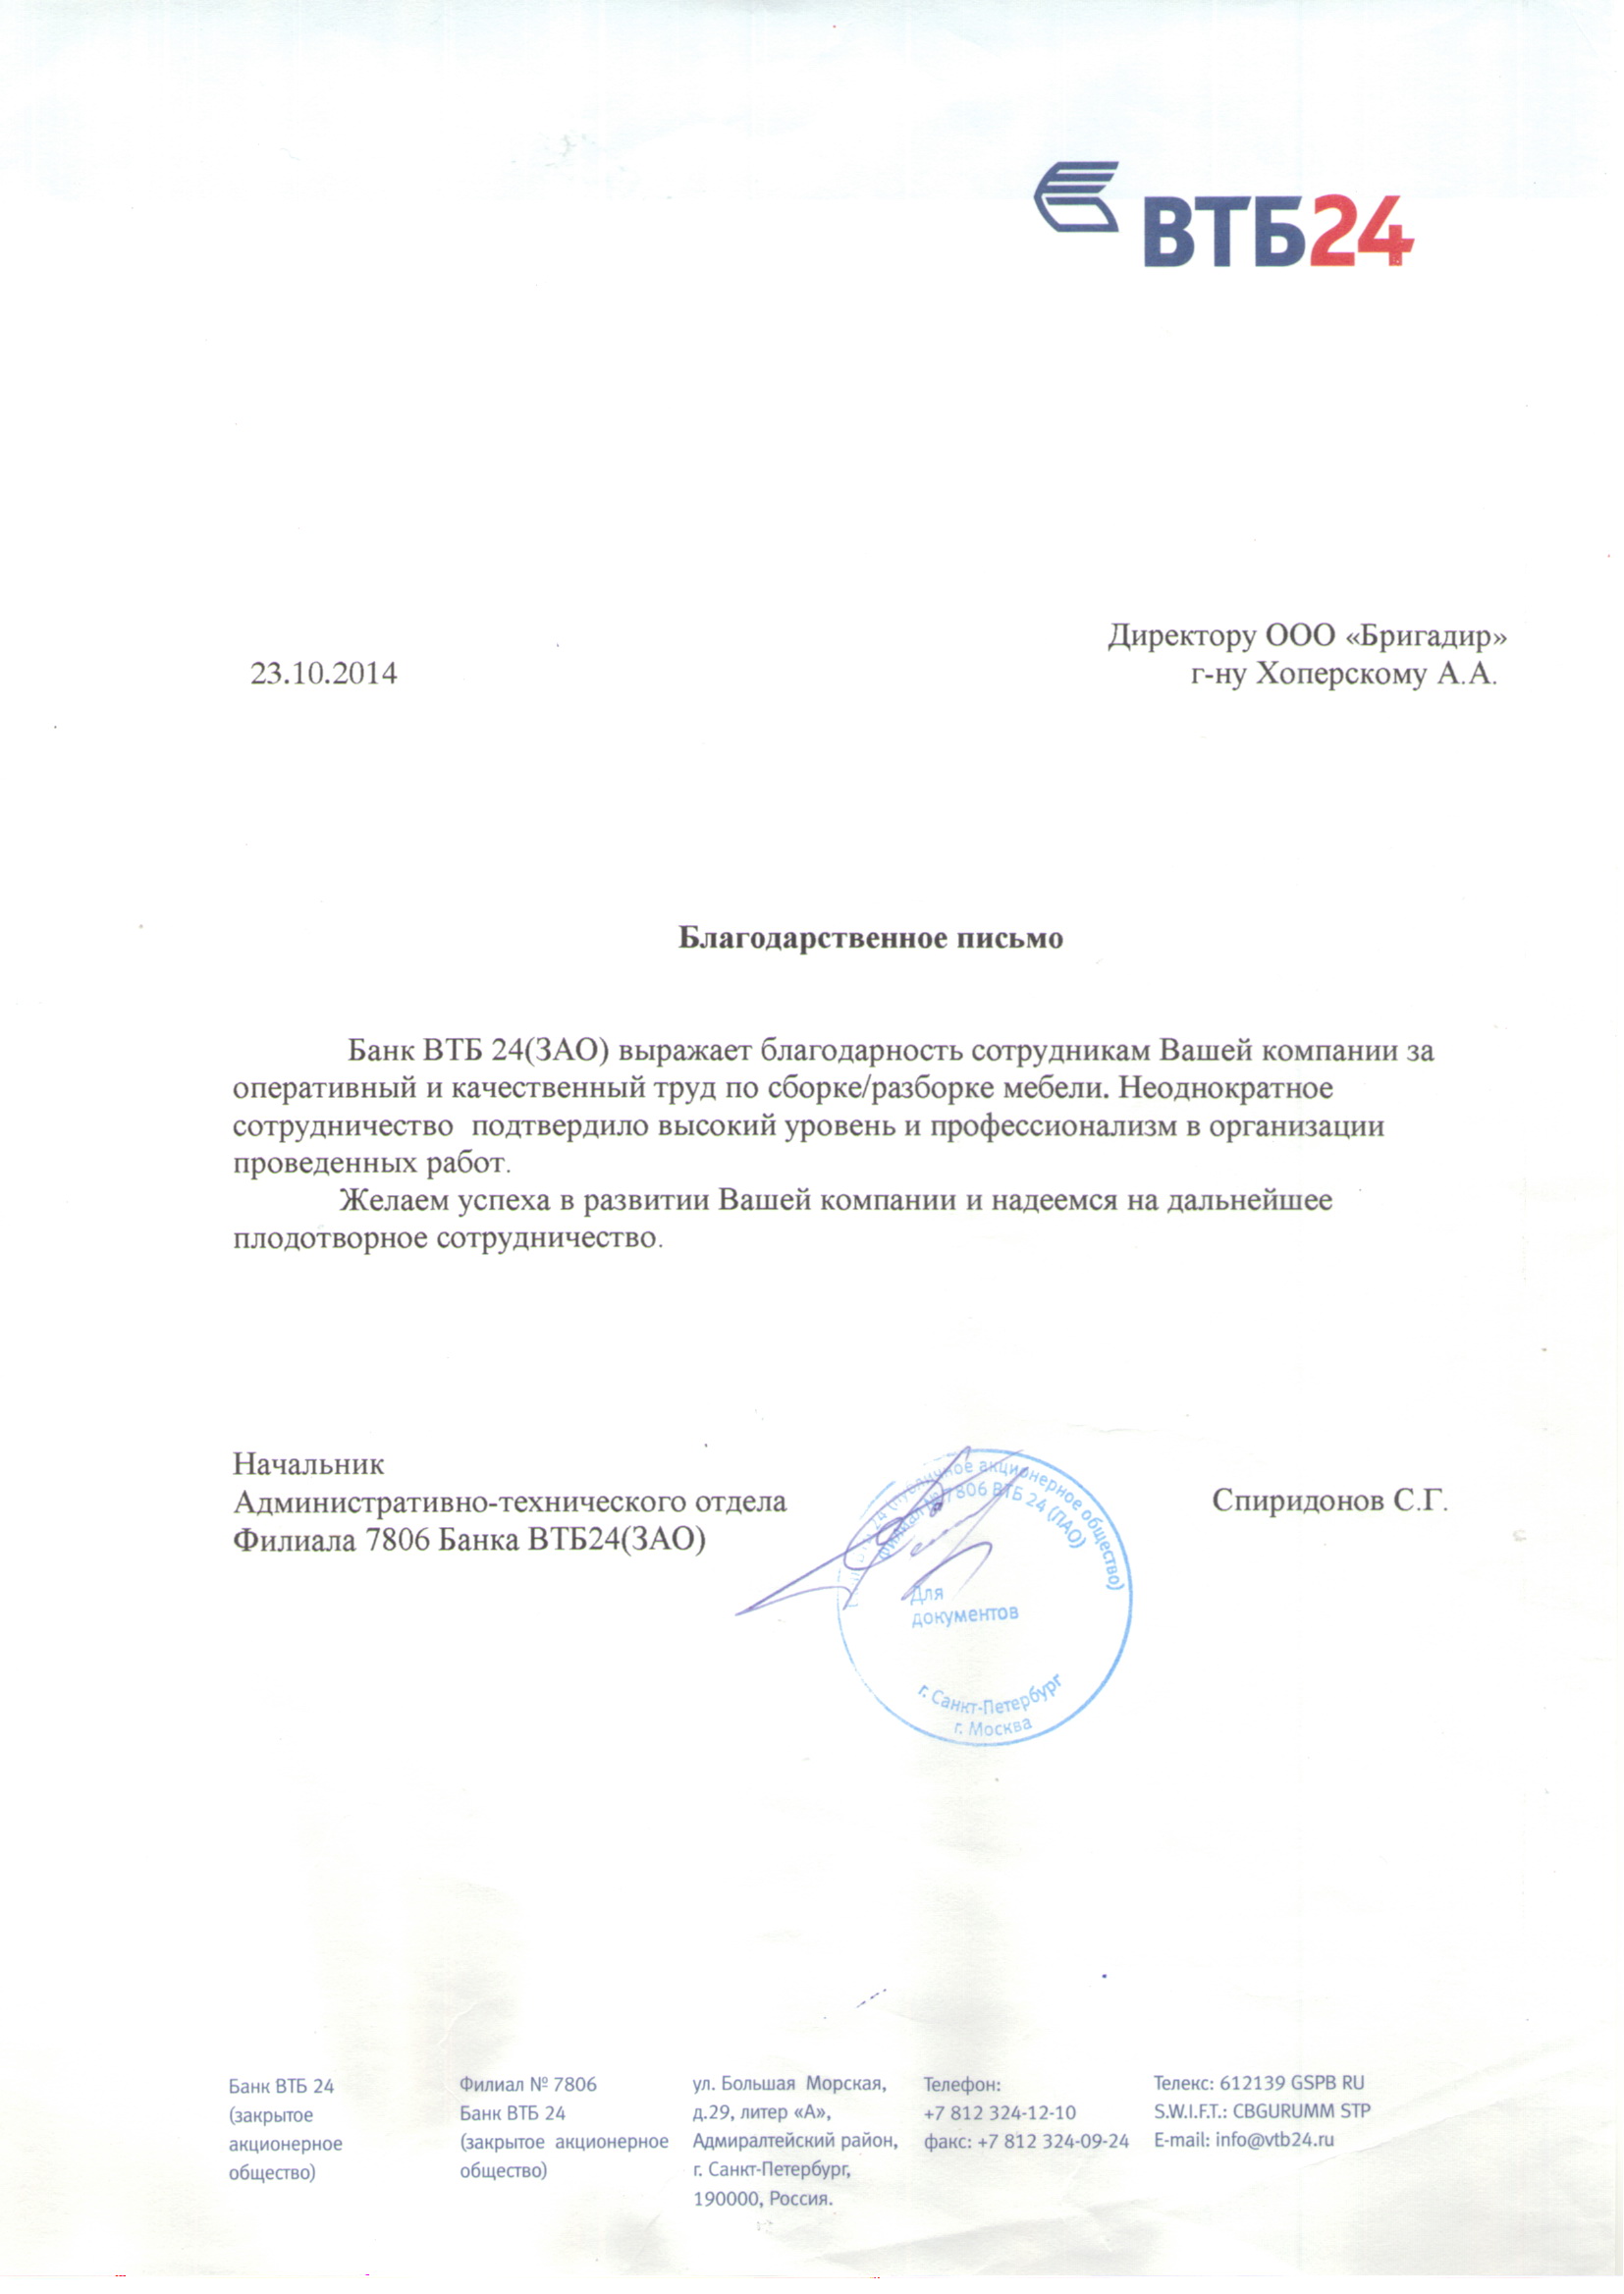 ВТБ24
Директору ООО «Бригадир»
23.10.2014
г-ну Хоперскому А.А.
Благодарственное письмо
Банк ВТБ 24(ЗАО) выражает благодарность сотрудникам Вашей компании за
оперативный и качественный труд по сборке/разборке мебели. Неоднократное
сотрудничество подтвердило высокий уровень и профессионализм в организации
проведенных работ.
Желаем успеха в развитии Вашей компании и надеемся на дальнейшее
плодотворное сотрудничество.
Начальник
Административно-технического отдела
Филиала 7806 Банка ВТБ24(ЗАО)
Спиридонов С.Г.
24 (публичное акционерное общество)
Филиал № 7806 ВТБ 24 (ПАО)
Для
документов
г. Санкт-Петербург
г. Москва
Банк ВТБ 24
(закрытое
акционерное
общество)
Филиал № 7806
Банк ВТБ 24
(закрытое акционерное
общество)
ул. Большая Морская,
д.29, литер «А»,
Адмиралтейский район,
г. Санкт-Петербург,
190000, Россия.
Телефон:
+7 812 324-12-10
факс: +7 812 324-09-24
Телекс: 612139 GSPB RU
S.W.I.F.T.: CBGURUMM STP
E-mail: info@vtb24.ru